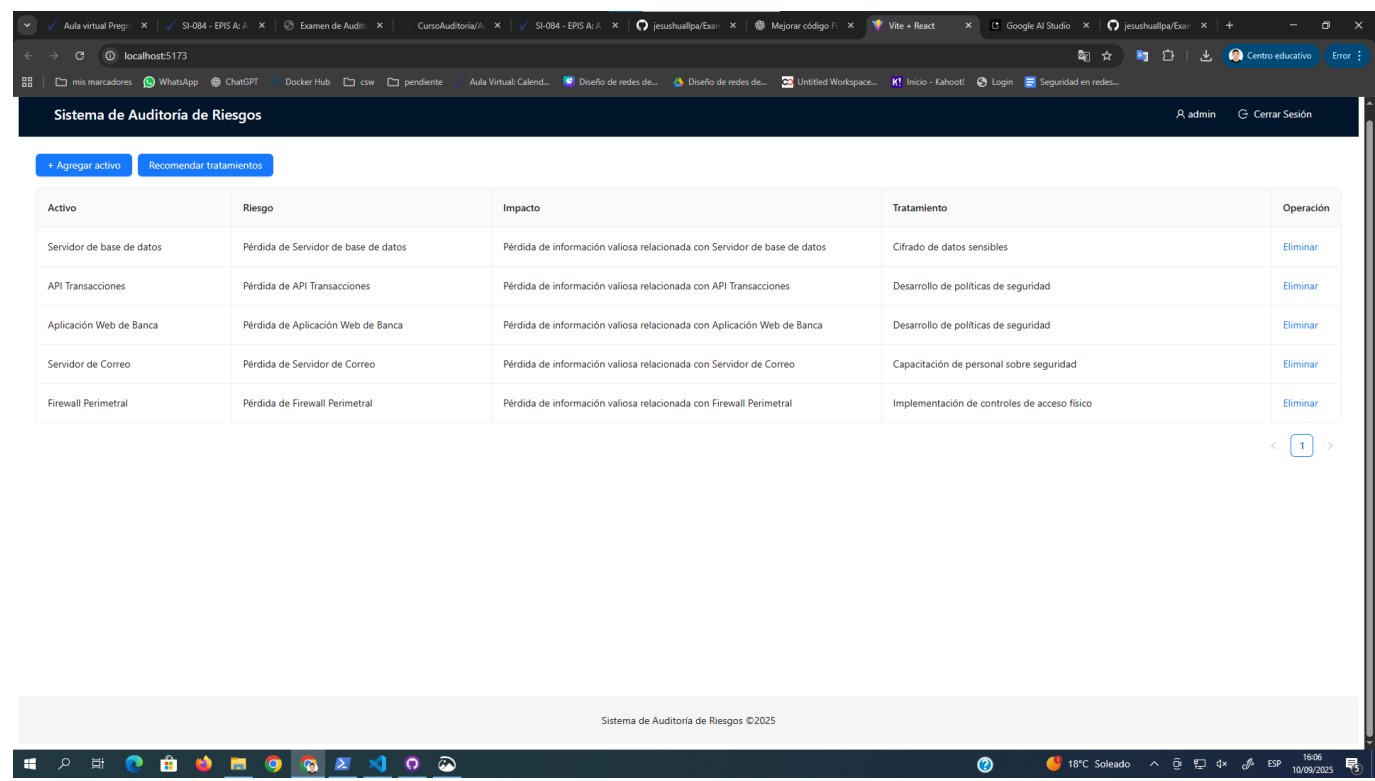 Aula virtual Pregr
SI-084 - EPIS A: A
Examen de Audito
CursoAuditoria/A
SI-084 - EPIS A: A
jesushuallpa/Exam
Mejorar código Fl
Vite + React
Google AI Studio
jesushuallpa/Exam
localhost:5173
Centro educativo
Error
mis marcadores
WhatsApp
ChatGPT
Docker Hub
csw
pendiente
Aula Virtual: Calend...
Diseño de redes de...
Diseño de redes de...
Untitled Workspace...
K! Inicio - Kahoot!
Login
Seguridad en redes...
Sistema de Auditoría de Riesgos
admin
Cerrar Sesión
+ Agregar activo
Recomendar tratamientos
Activo Riesgo Impacto Tratamiento Operación
Servidor de base de datos Pérdida de Servidor de base de datos Pérdida de información valiosa relacionada con Servidor de base de datos Cifrado de datos sensibles Eliminar
API Transacciones Pérdida de API Transacciones Pérdida de información valiosa relacionada con API Transacciones Desarrollo de políticas de seguridad Eliminar
Aplicación Web de Banca Pérdida de Aplicación Web de Banca Pérdida de información valiosa relacionada con Aplicación Web de Banca Desarrollo de políticas de seguridad Eliminar
Servidor de Correo Pérdida de Servidor de Correo Pérdida de información valiosa relacionada con Servidor de Correo Capacitación de personal sobre seguridad Eliminar
Firewall Perimetral Pérdida de Firewall Perimetral Pérdida de información valiosa relacionada con Firewall Perimetral Implementación de controles de acceso físico Eliminar
< 1 >
Sistema de Auditoría de Riesgos ©2025
18°C Soleado
ESP
16:06
10/09/2025
5